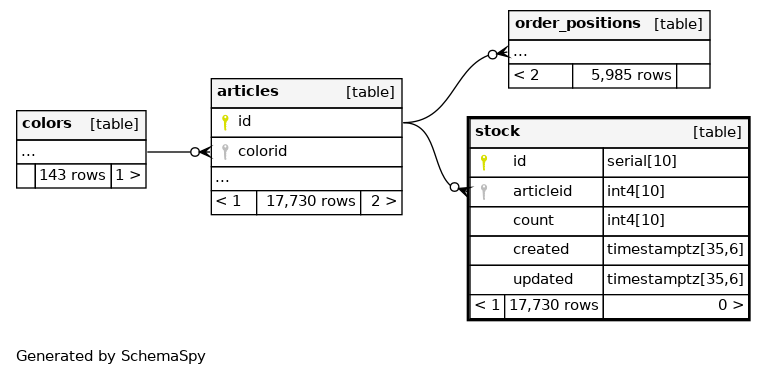 colors [table]
...
143 rows 1 >
articles [table]
id
colorid
...
< 1 17,730 rows 2 >
order_positions [table]
...
< 2 5,985 rows
stock [table]
id serial[10]
articleid int4[10]
count int4[10]
created timestamptz[35,6]
updated timestamptz[35,6]
< 1 17,730 rows 0 >
Generated by SchemaSpy